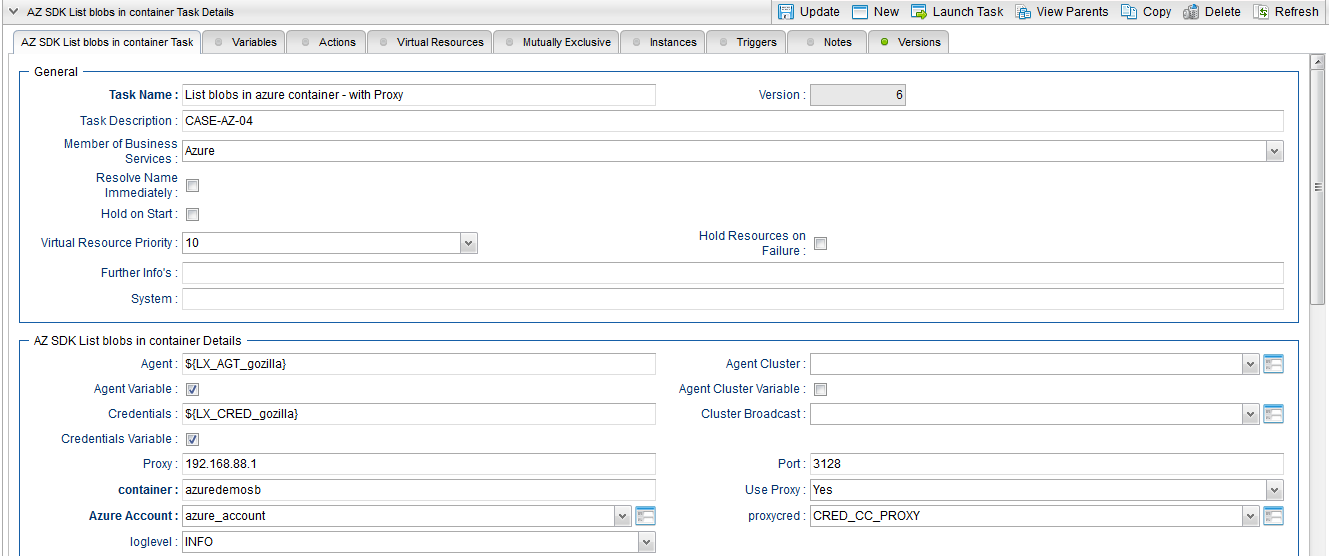 AZ SDK List blobs in container Task Details
Update New Launch Task View Parents Copy Delete Refresh
AZ SDK List blobs in container Task Variables Actions Virtual Resources Mutually Exclusive Instances Triggers Notes Versions
General
Task Name : List blobs in azure container - with Proxy Version : 6
Task Description : CASE-AZ-04
Member of Business
Services : Azure
Resolve Name
Immediately :
Hold on Start :
Virtual Resource Priority : 10 Hold Resources on
Failure :
Further Info's :
System :
AZ SDK List blobs in container Details
Agent : ${LX_AGT_gozilla} Agent Cluster :
Agent Variable : Agent Cluster Variable :
Credentials : ${LX_CRED_gozilla} Cluster Broadcast :
Credentials Variable :
Proxy : 192.168.88.1 Port : 3128
container : azuredemosb Use Proxy : Yes
Azure Account : azure_account proxycred : CRED_CC_PROXY
loglevel : INFO